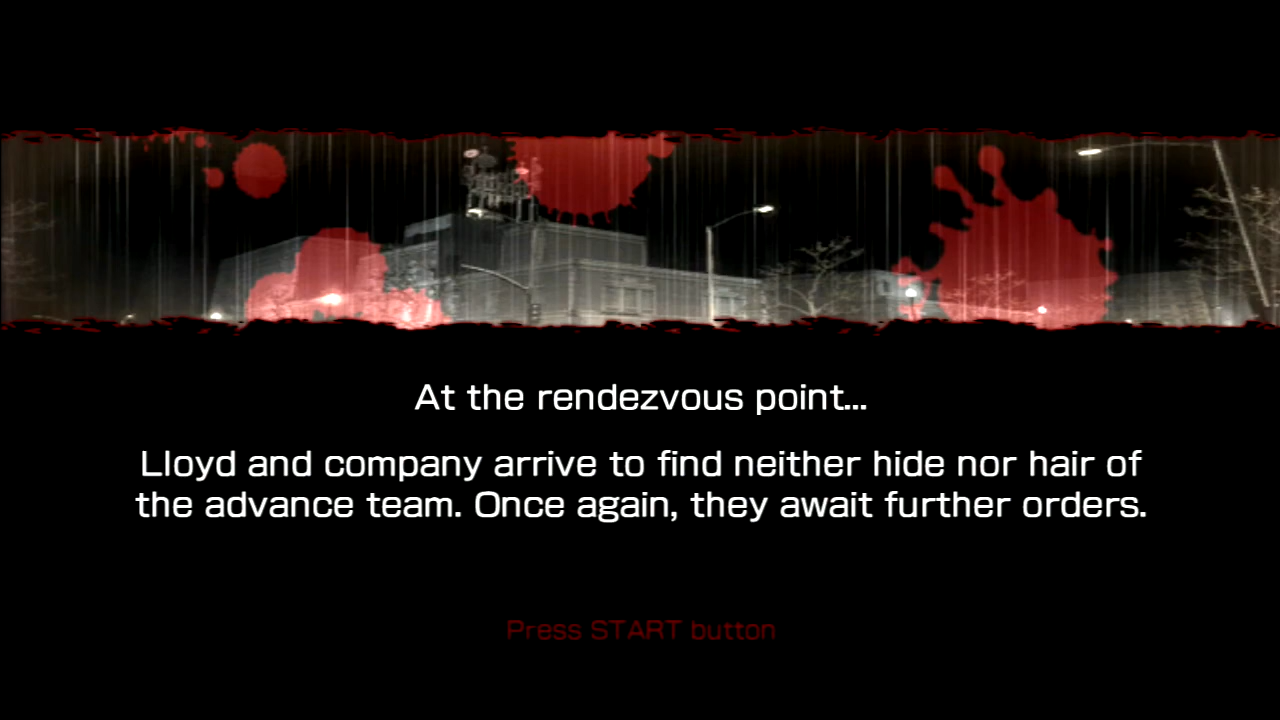 At the rendezvous point...
Lloyd and company arrive to find neither hide nor hair of
the advance team. Once again, they await further orders.
Press START button